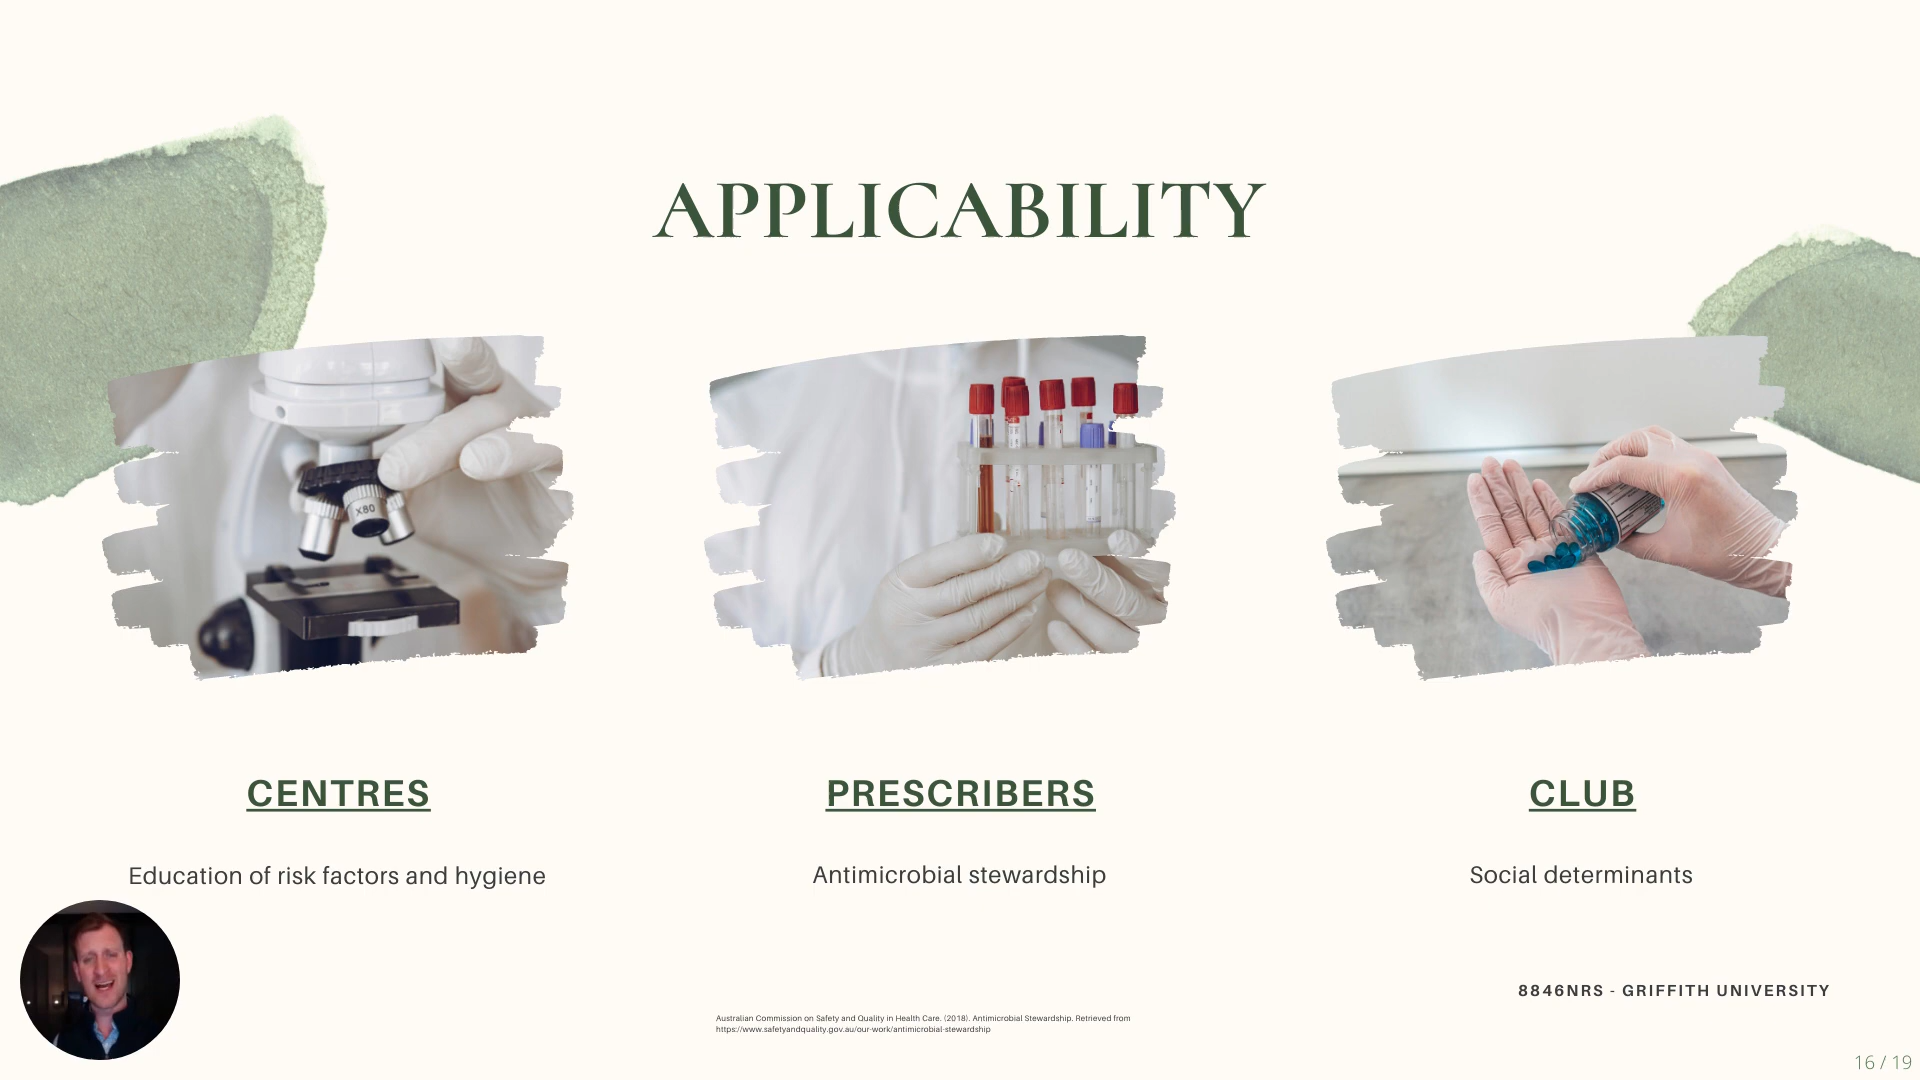 APPLICABILITY
X80
CENTRES
PRESCRIBERS
CLUB
Education of risk factors and hygiene
Antimicrobial stewardship
Social determinants
8846NRS - GRIFFITH UNIVERSITY
Australian Commission on Safety and Quality in Health Care. (2018). Antimicrobial Stewardship. Retrieved from
https://www.safetyandquality.gov.au/our-work/antimicrobial-stewardship
16 / 19